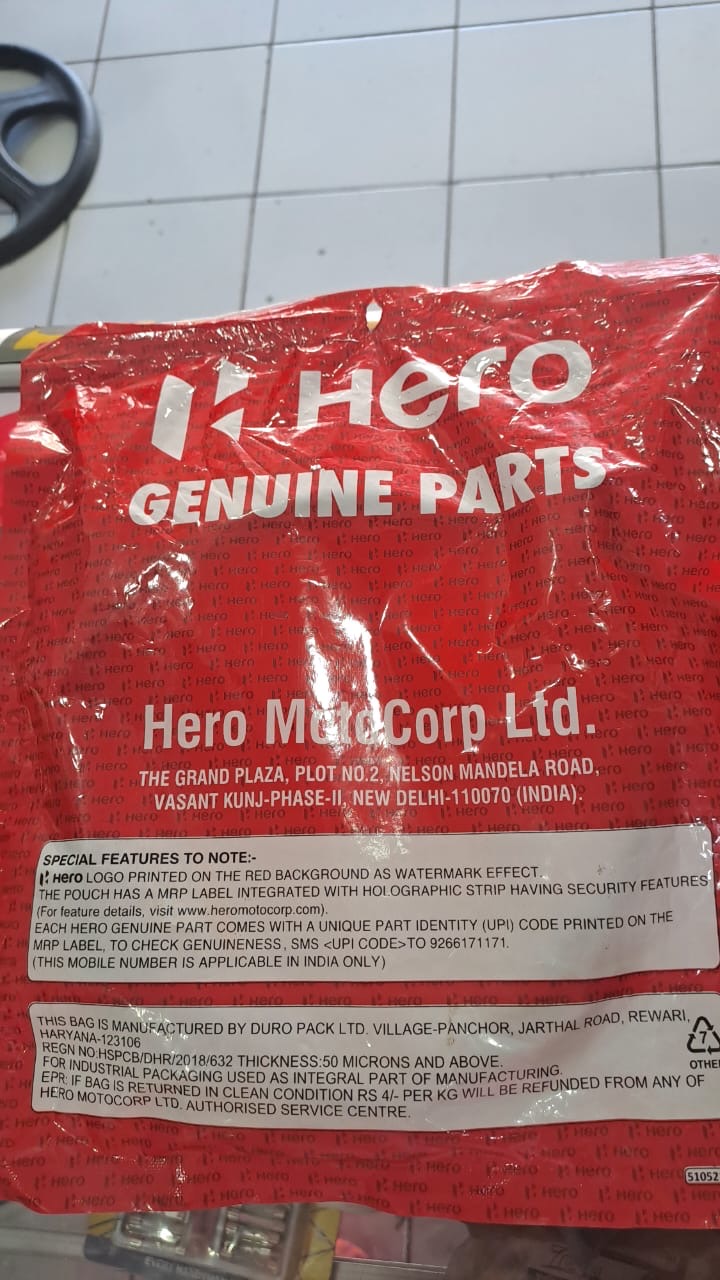 Hero
GENUINE PARTS
Hero MotoCorp Ltd.
THE GRAND PLAZA, PLOT NO.2, NELSON MANDELA ROAD,
VASANT KUNJ-PHASE-II, NEW DELHI-110070 (INDIA).
SPECIAL FEATURES TO NOTE:-
Hero LOGO PRINTED ON THE RED BACKGROUND AS WATERMARK EFFECT.
THE POUCH HAS A MRP LABEL INTEGRATED WITH HOLOGRAPHIC STRIP HAVING SECURITY FEATURES
(For feature details, visit www.heromotocorp.com).
EACH HERO GENUINE PART COMES WITH A UNIQUE PART IDENTITY (UPI) CODE PRINTED ON THE
MRP LABEL, TO CHECK GENUINENESS, SMS <UPI CODE>TO 9266171171.
(THIS MOBILE NUMBER IS APPLICABLE IN INDIA ONLY)
THIS BAG IS MANUFACTURED BY DURO PACK LTD. VILLAGE-PANCHOR, JARTHAL ROAD, REWARI,
HARYANA-123106
REGN NO:HSPCB/DHR/2018/632 THICKNESS:50 MICRONS AND ABOVE.
FOR INDUSTRIAL PACKAGING USED AS INTEGRAL PART OF MANUFACTURING.
EPR: IF BAG IS RETURNED IN CLEAN CONDITION RS 4/- PER KG WILL BE REFUNDED FROM ANY OF
HERO MOTOCORP LTD. AUTHORISED SERVICE CENTRE.
7
OTHER
51052